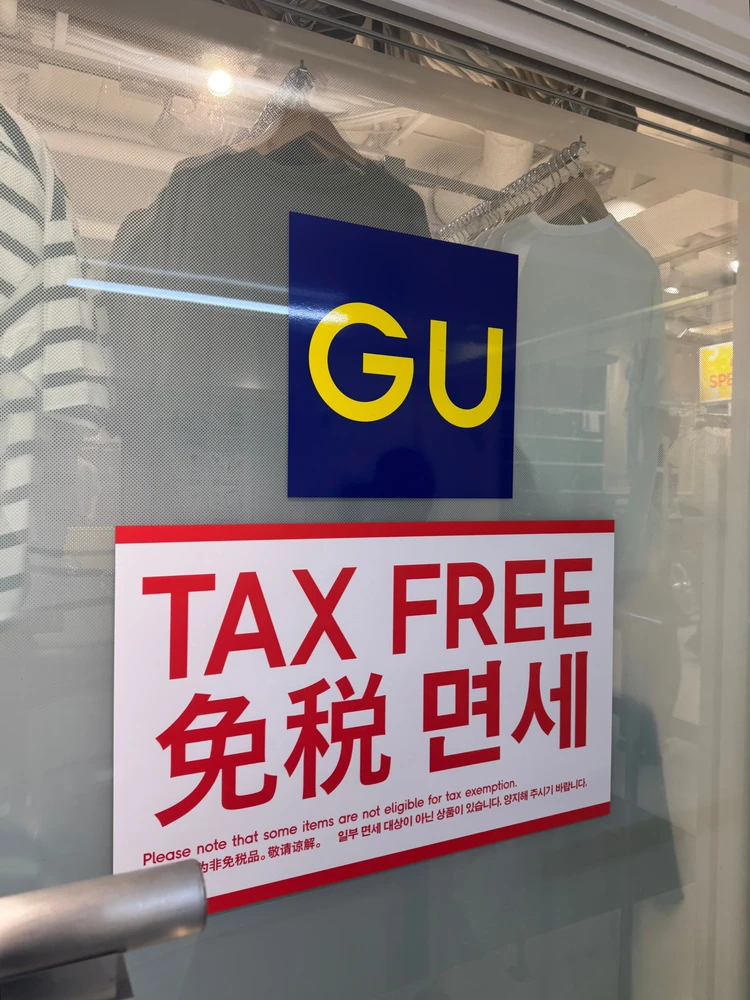 GU
TAX FREE
免税 면세
Please note that some items are not eligible for tax exemption.
为非免税品。敬请谅解。 일부 면세 대상이 아닌 상품이 있습니다. 양지해 주시기 바랍니다.